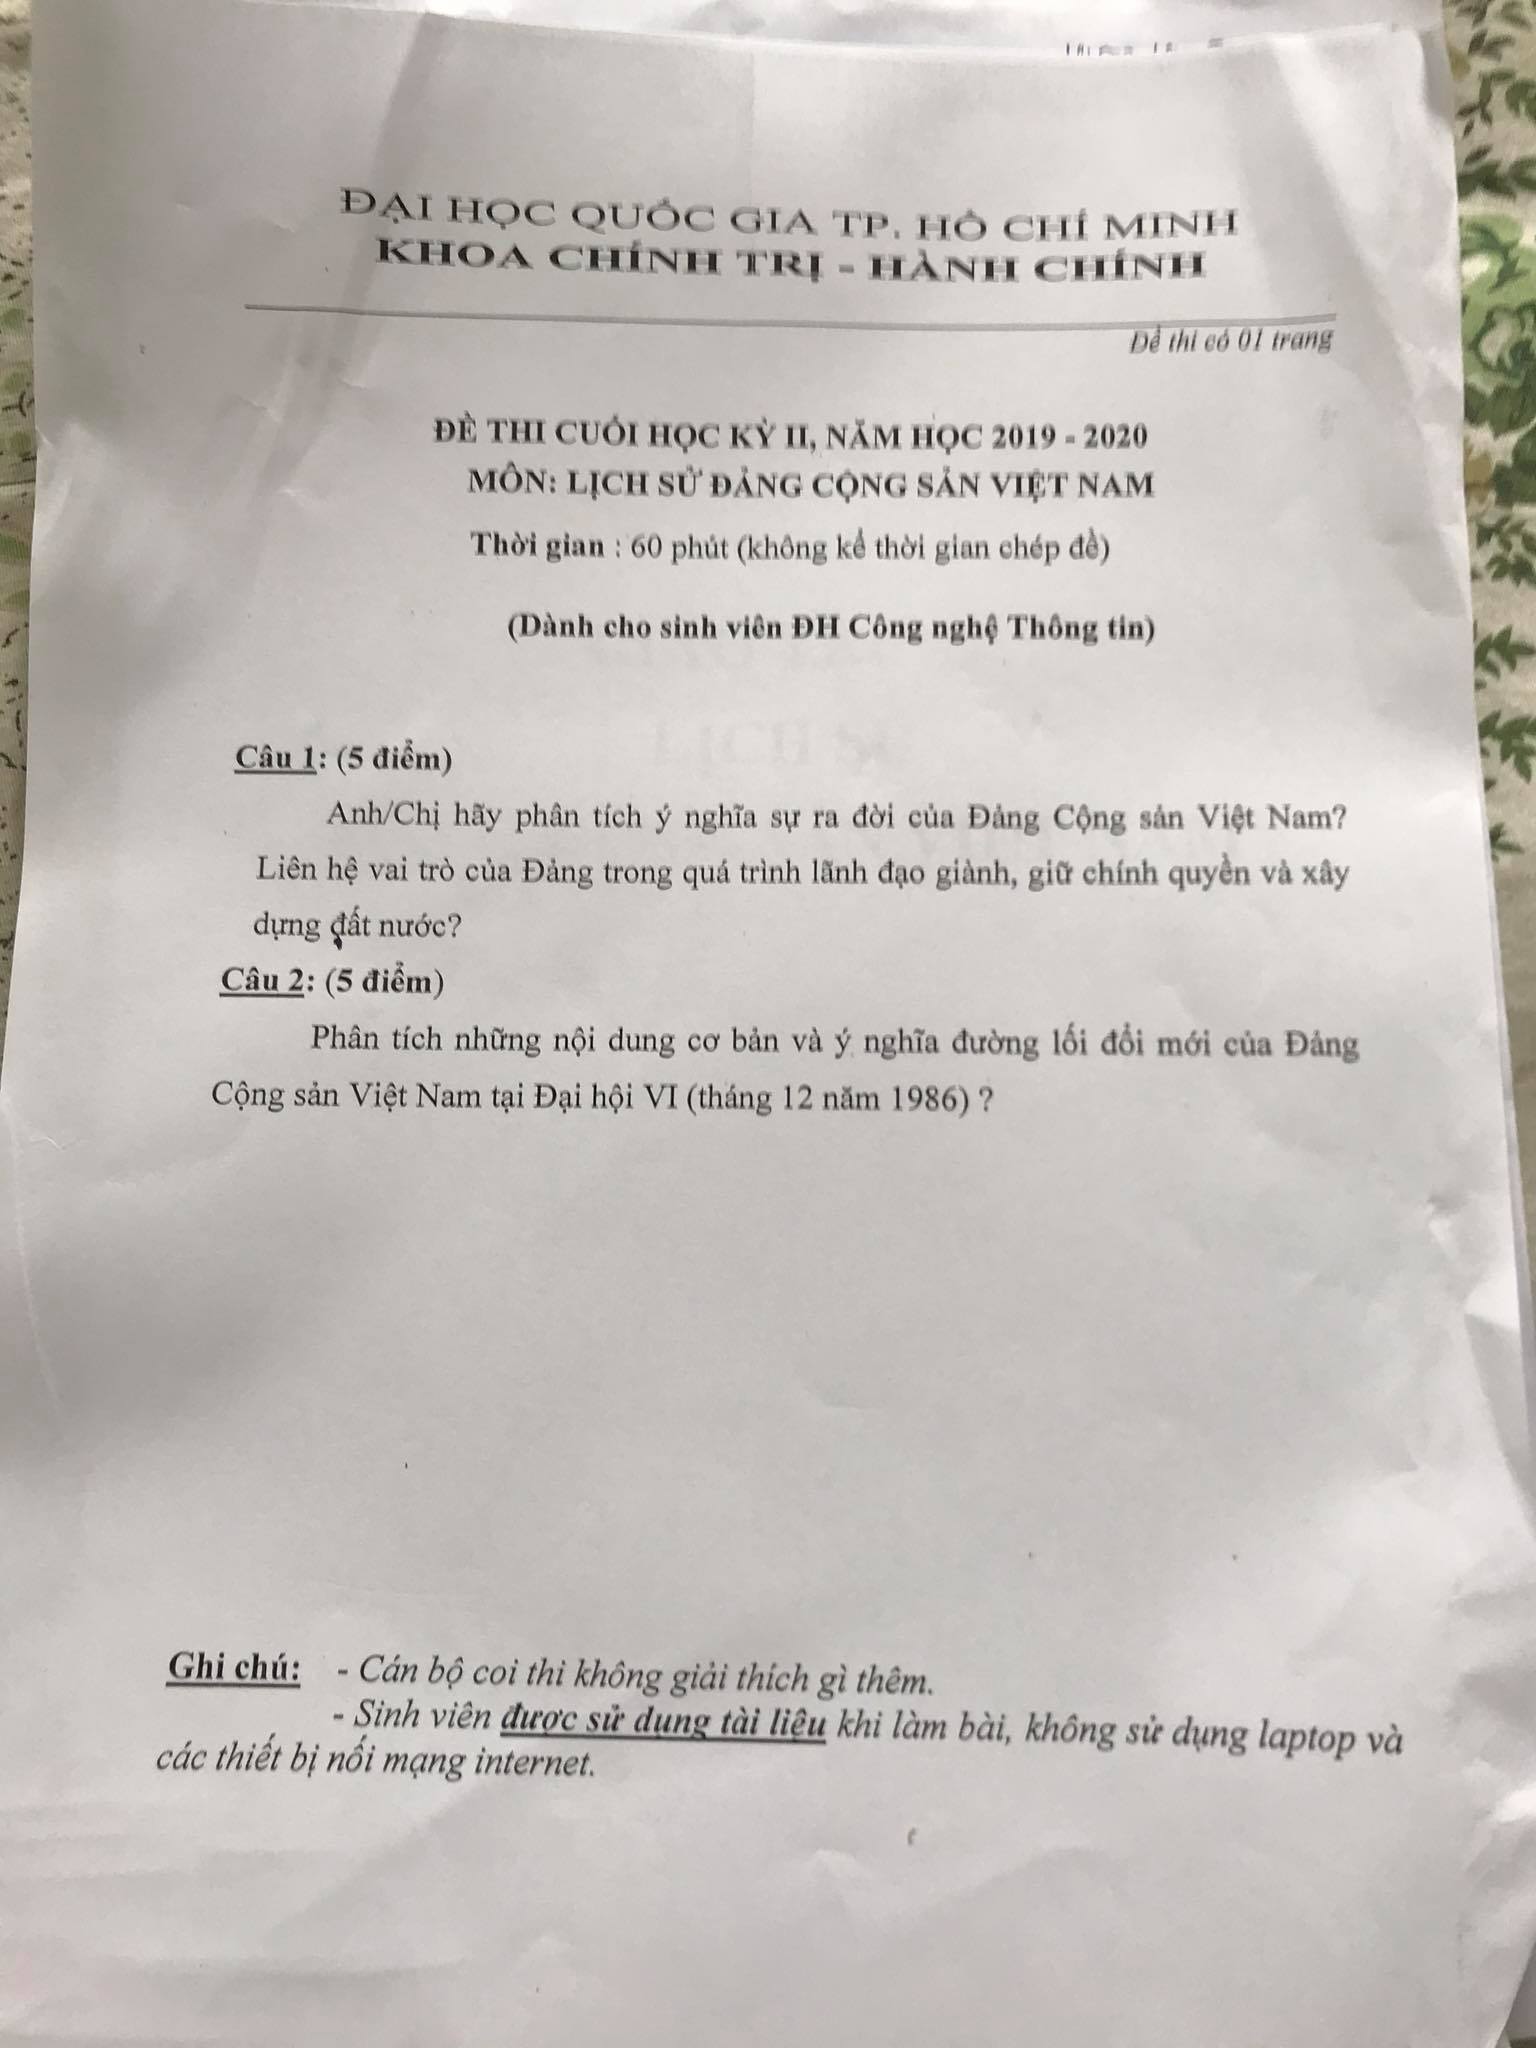 ĐẠI HỌC QUỐC GIA TP. HỒ CHÍ MINH
KHOA CHÍNH TRỊ - HÀNH CHÍNH
Đề thi có 01 trang
ĐỀ THI CUỐI HỌC KỲ II, NĂM HỌC 2019 - 2020
MÔN: LỊCH SỬ ĐẢNG CỘNG SẢN VIỆT NAM
Thời gian : 60 phút (không kể thời gian chép đề)
(Dành cho sinh viên ĐH Công nghệ Thông tin)
Câu 1: (5 điểm)
Anh/Chị hãy phân tích ý nghĩa sự ra đời của Đảng Cộng sản Việt Nam?
Liên hệ vai trò của Đảng trong quá trình lãnh đạo giành, giữ chính quyền và xây
dựng đất nước?
Câu 2: (5 điểm)
Phân tích những nội dung cơ bản và ý nghĩa đường lối đổi mới của Đảng
Cộng sản Việt Nam tại Đại hội VI (tháng 12 năm 1986) ?
Ghi chú: - Cán bộ coi thi không giải thích gì thêm.
- Sinh viên được sử dụng tài liệu khi làm bài, không sử dụng laptop và
các thiết bị nối mạng internet.